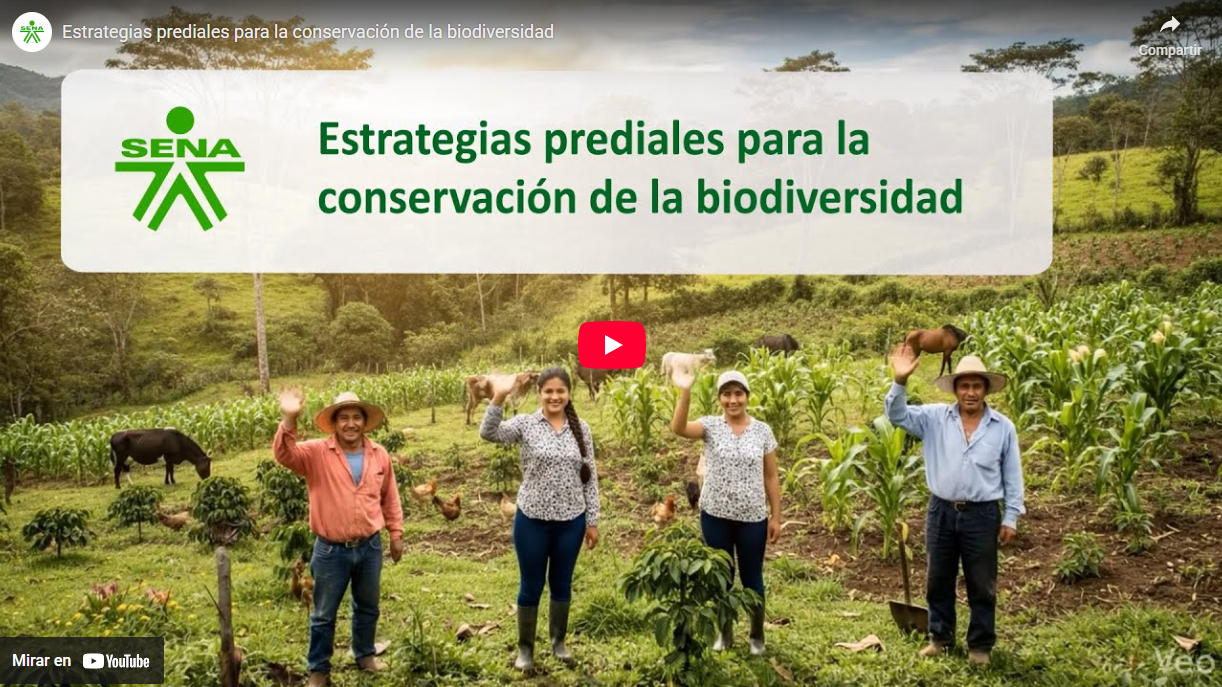 SENA
Estrategias prediales para la conservación de la biodiversidad
Compartir
SENA
Estrategias prediales para la
conservación de la biodiversidad
Mirar en YouTube
Veo